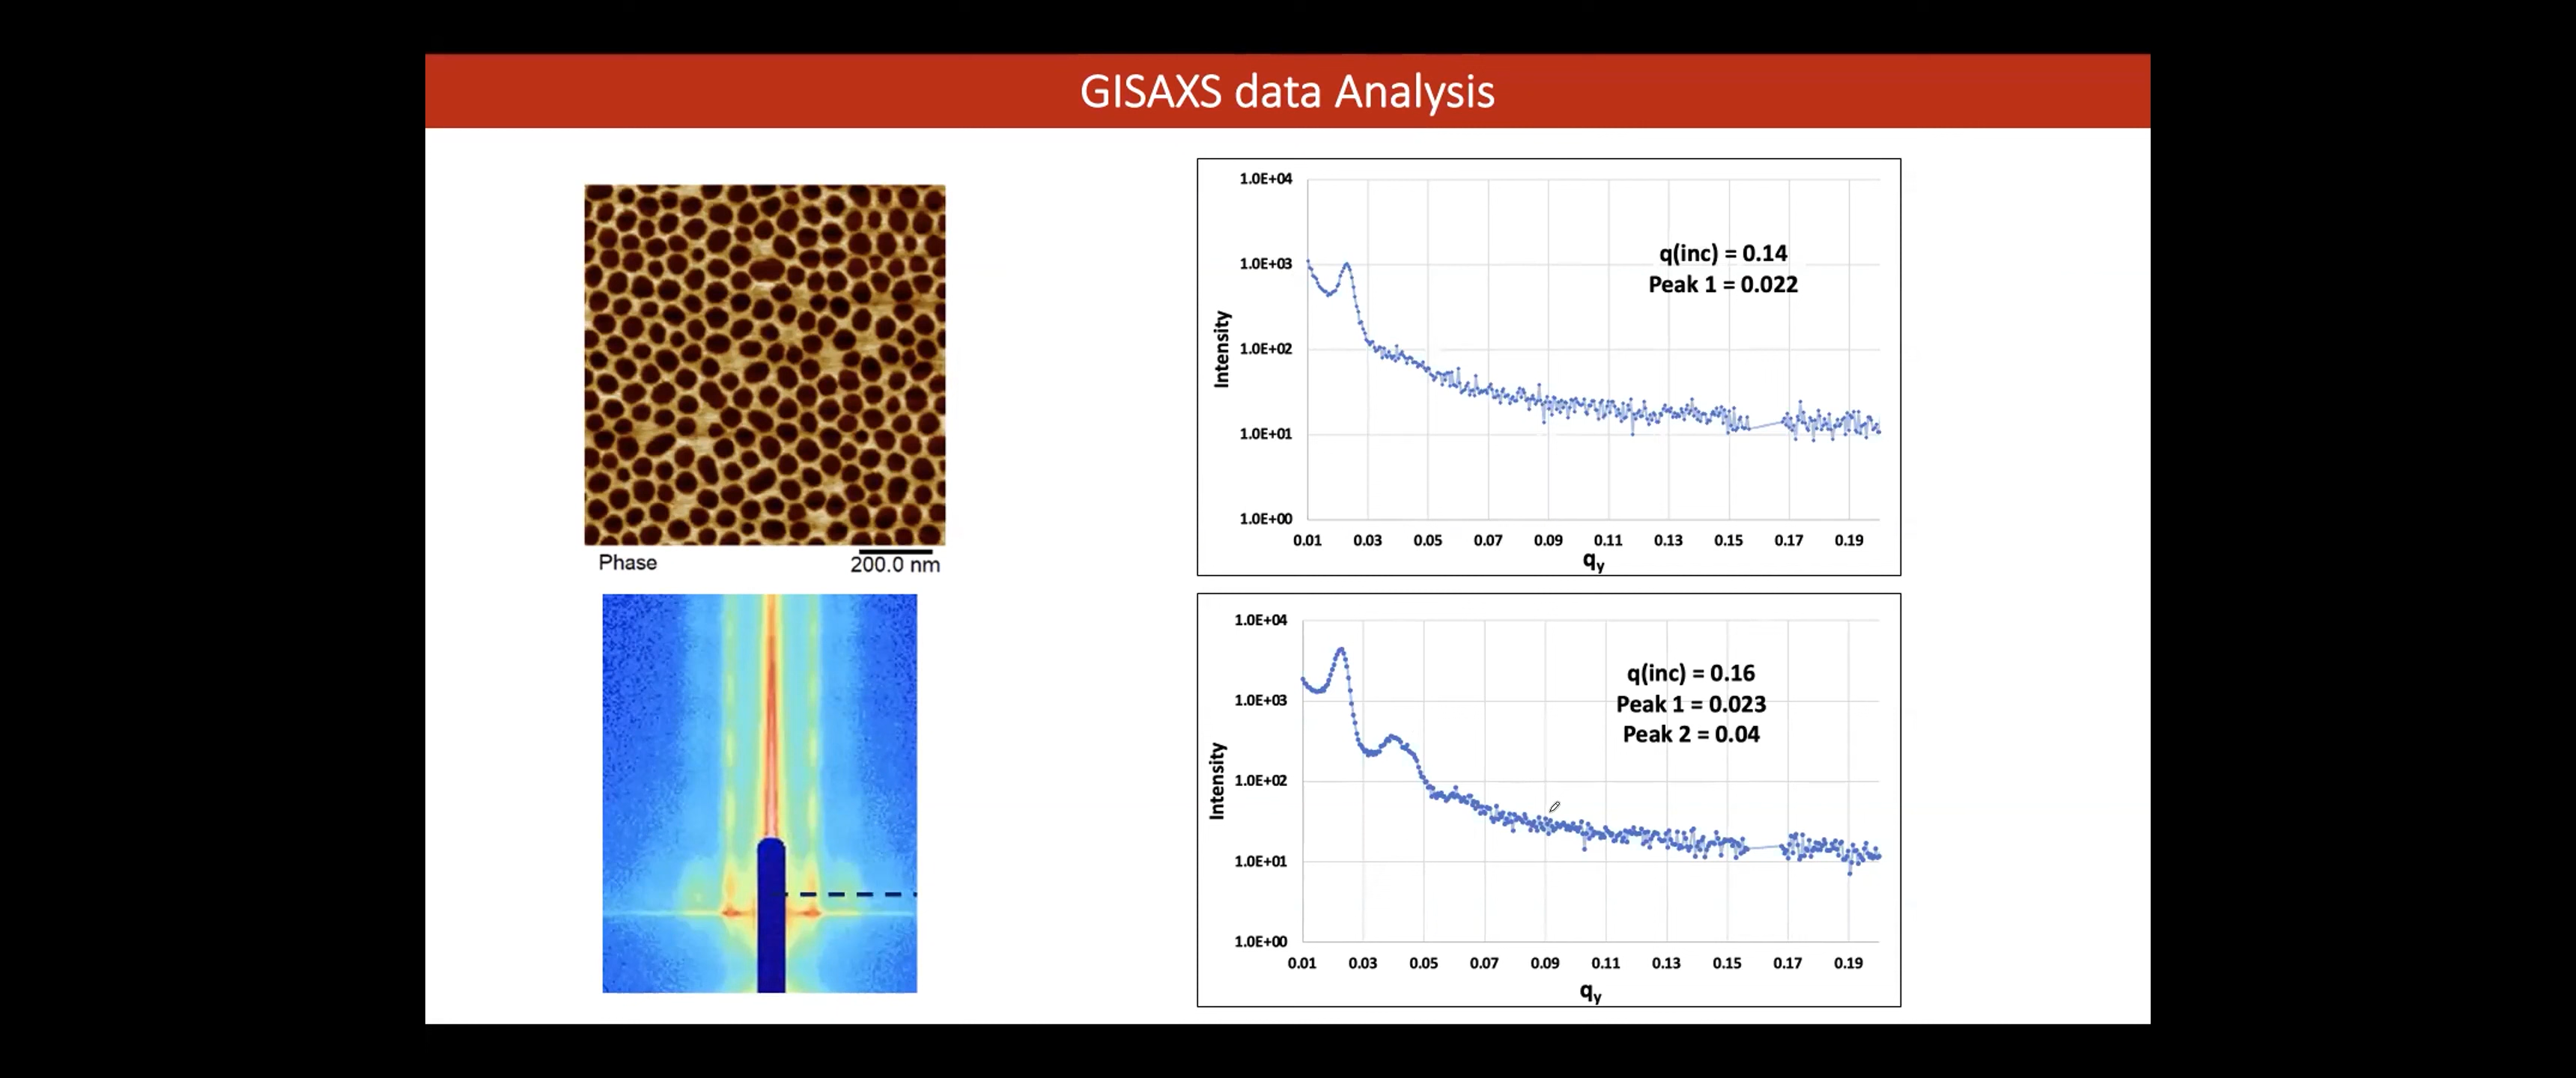 GISAXS data Analysis
Phase
200.0 nm
1.0E+04
1.0E+03
1.0E+02
1.0E+01
1.0E+00
Intensity
q(inc) = 0.14
Peak 1 = 0.022
0.01 0.03 0.05 0.07 0.09 0.11 0.13 0.15 0.17 0.19
qy
1.0E+04
1.0E+03
1.0E+02
1.0E+01
1.0E+00
Intensity
q(inc) = 0.16
Peak 1 = 0.023
Peak 2 = 0.04
0.01 0.03 0.05 0.07 0.09 0.11 0.13 0.15 0.17 0.19
qy